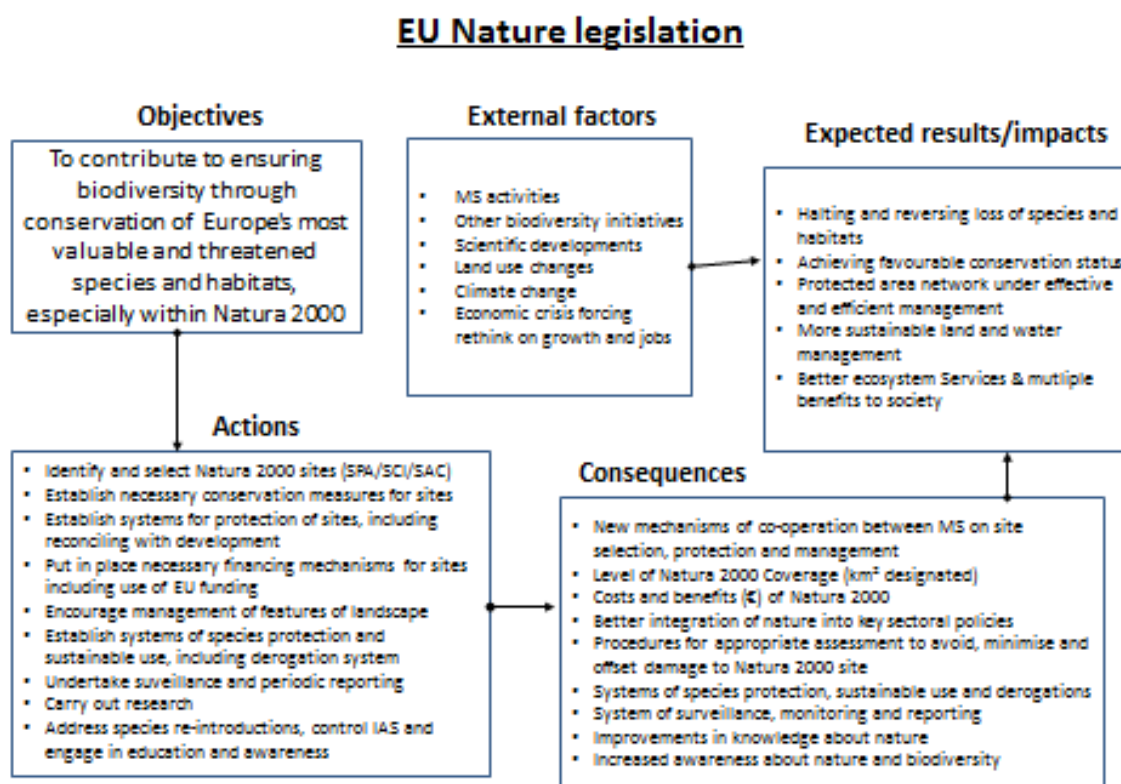 EU Nature legislation
Objectives
To contribute to ensuring
biodiversity through
conservation of Europe's most
valuable and threatened
species and habitats,
especially within Natura 2000
External factors
• MS activities
• Other biodiversity initiatives
• Scientific developments
• Land use changes
• Climate change
• Economic crisis forcing
rethink on growth and jobs
Expected results/impacts
• Halting and reversing loss of species and
habitats
• Achieving favourable conservation status
• Protected area network under effective
and efficient management
• More sustainable land and water
management
• Better ecosystem Services & mutliple
benefits to society
Actions
• Identify and select Natura 2000 sites (SPA/SCI/SAC)
• Establish necessary conservation measures for sites
• Establish systems for protection of sites, including
reconciling with development
• Put in place necessary financing mechanisms for sites
including use of EU funding
• Encourage management of features of landscape
• Establish systems of species protection and
sustainable use, including derogation system
• Undertake suveillance and periodic reporting
• Carry out research
• Address species re-introductions, control IAS and
engage in education and awareness
Consequences
• New mechanisms of co-operation between MS on site
selection, protection and management
• Level of Natura 2000 Coverage (km² designated)
• Costs and benefits (€) of Natura 2000
• Better integration of nature into key sectoral policies
• Procedures for appropriate assessment to avoid, minimise and
offset damage to Natura 2000 site
• Systems of species protection, sustainable use and derogations
• System of surveillance, monitoring and reporting
• Improvements in knowledge about nature
• Increased awareness about nature and biodiversity